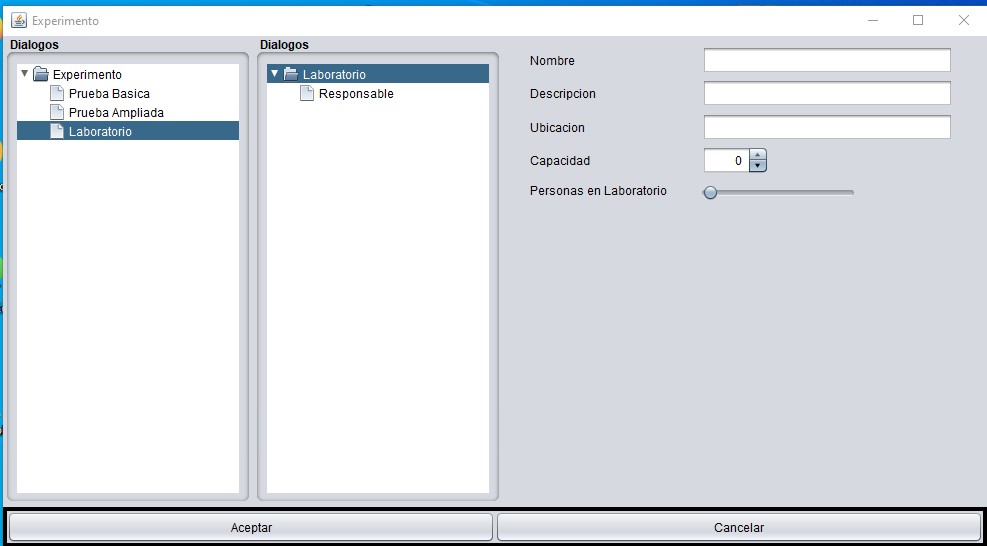 Experimento
Dialogos
Experimento
Prueba Basica
Prueba Ampliada
Laboratorio
Dialogos
Laboratorio
Responsable
Nombre
Descripcion
Ubicacion
Capacidad 0
Personas en Laboratorio
Aceptar Cancelar